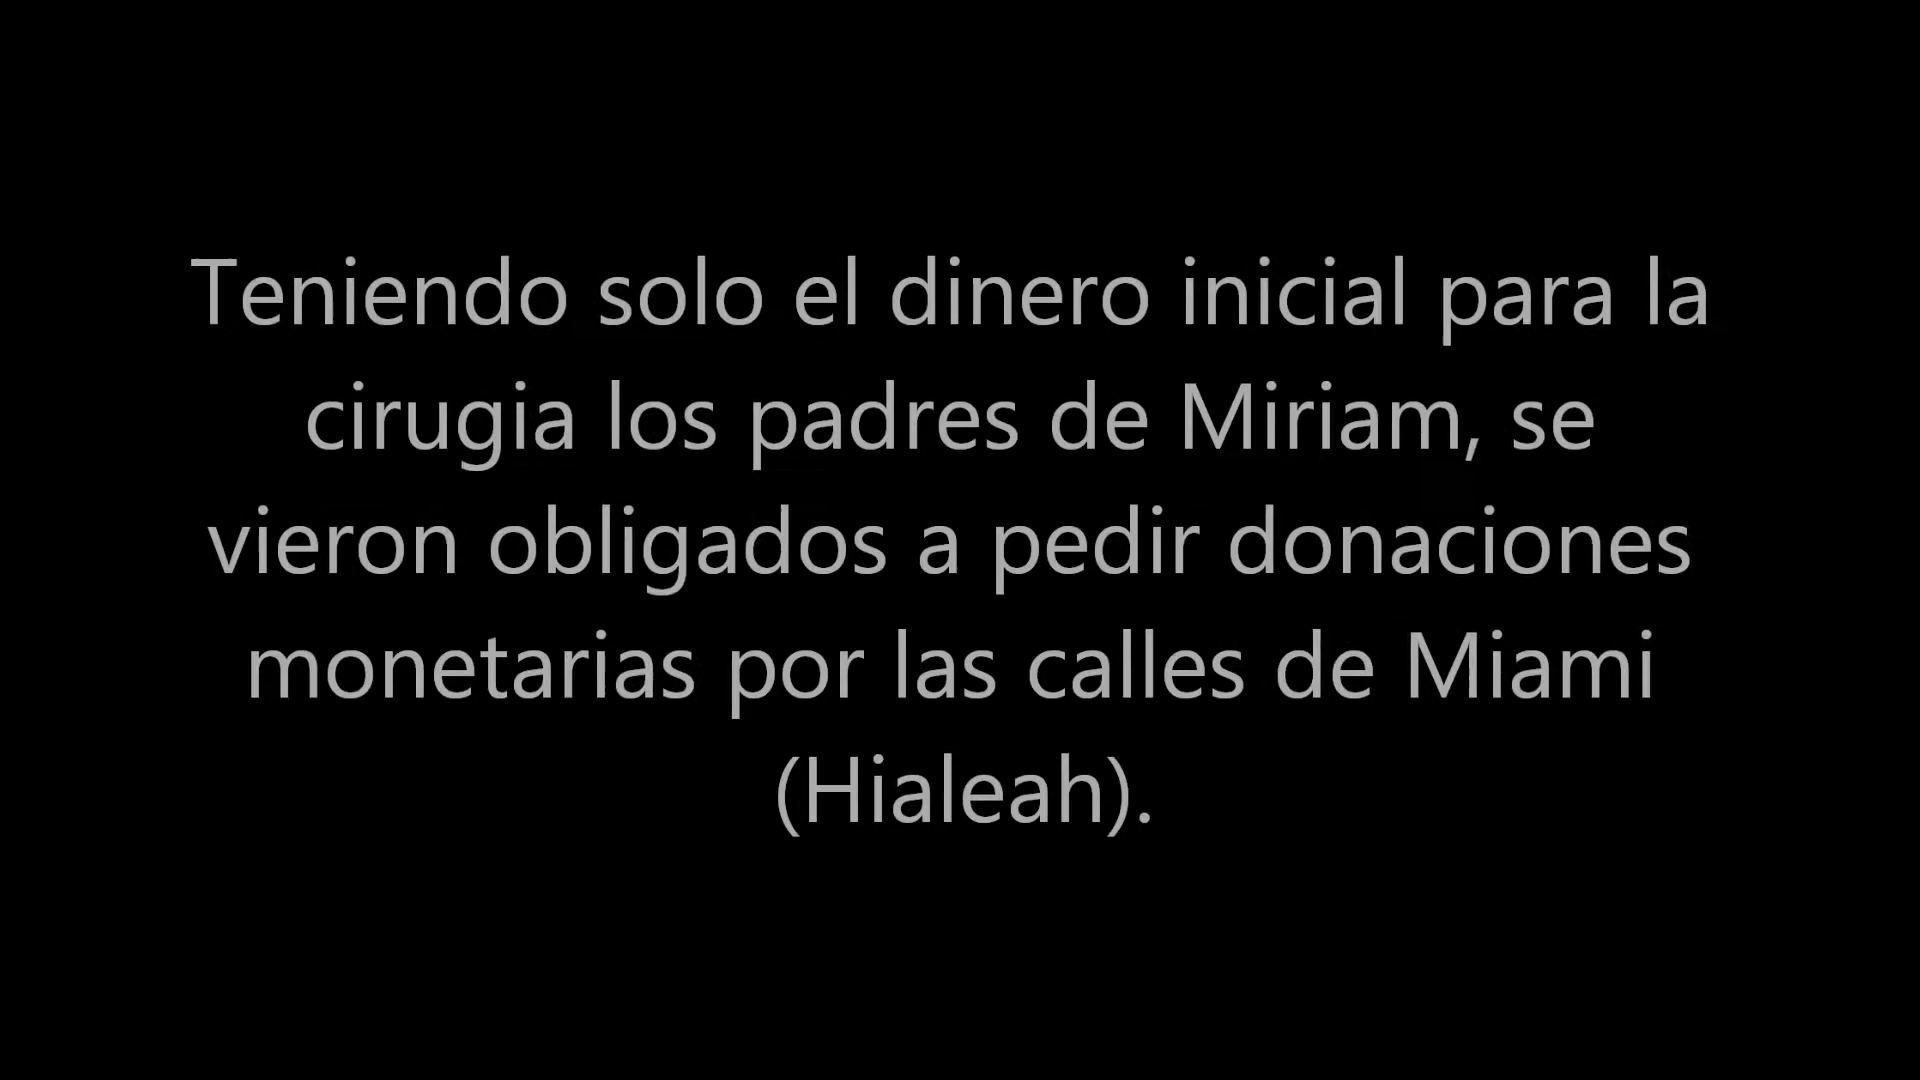 Teniendo solo el dinero inicial para la
cirugia los padres de Miriam, se
vieron obligados a pedir donaciones
monetarias por las calles de Miami
(Hialeah).